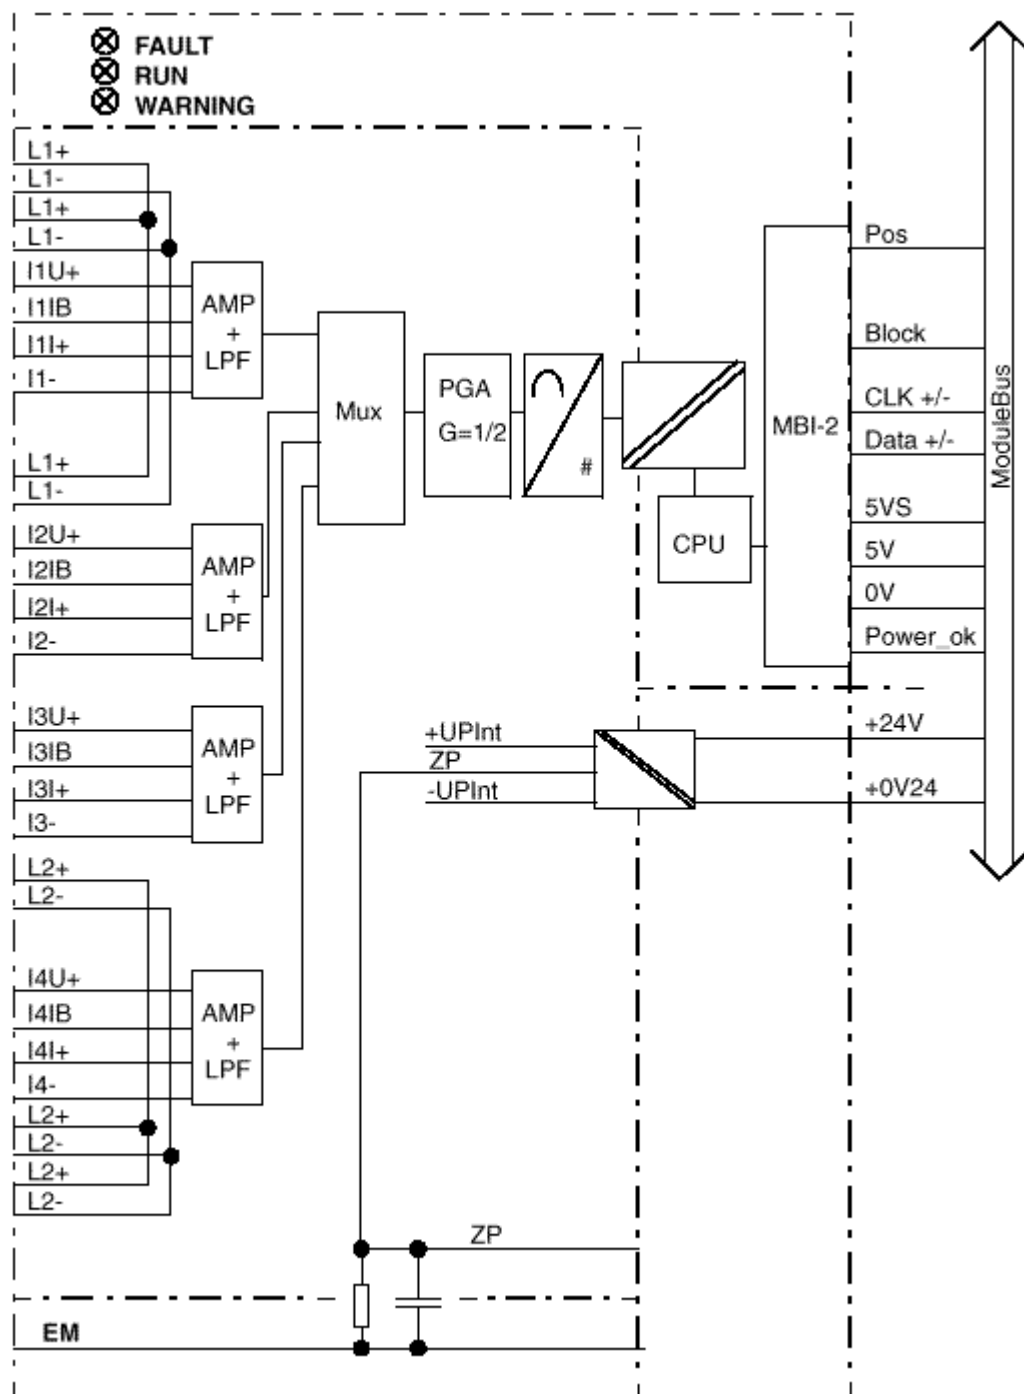 FAULT
RUN
WARNING
L1+
L1-
L1+
L1-
I1U+
I1IB
I1I+
I1-
AMP
+
LPF
L1+
L1-
I2U+
I2IB
I2I+
I2-
AMP
+
LPF
I3U+
I3IB
I3I+
I3-
AMP
+
LPF
L2+
L2-
I4U+
I4IB
I4I+
I4-
AMP
+
LPF
L2+
L2-
L2+
L2-
Mux
PGA
G=1/2
#
CPU
MBI-2
Pos
Block
CLK +/-
Data +/-
5VS
5V
0V
Power_ok
+24V
+0V24
ModuleBus
+UPInt
ZP
-UPInt
ZP
EM